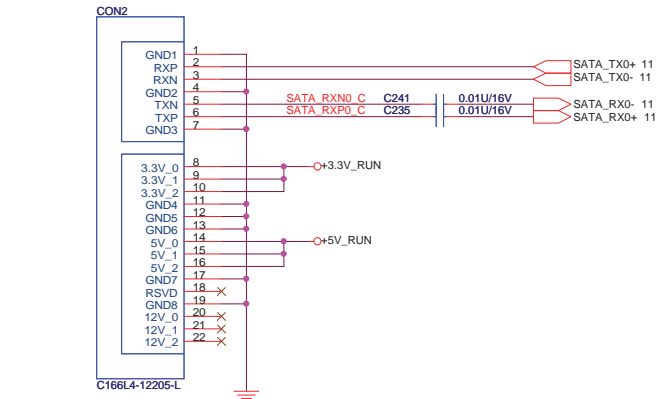 CON2
GND1 1
RXP 2 SATA_TX0+ 11
RXN 3 SATA_TX0- 11
GND2 4
TXN 5 SATA_RXN0_C C241 0.01U/16V SATA_RX0- 11
TXP 6 SATA_RXP0_C C235 0.01U/16V SATA_RX0+ 11
GND3 7
3.3V_0 8 +3.3V_RUN
3.3V_1 9
3.3V_2 10
GND4 11
GND5 12
GND6 13
5V_0 14 +5V_RUN
5V_1 15
5V_2 16
GND7 17
RSVD 18
GND8 19
12V_0 20
12V_1 21
12V_2 22
C166L4-12205-L